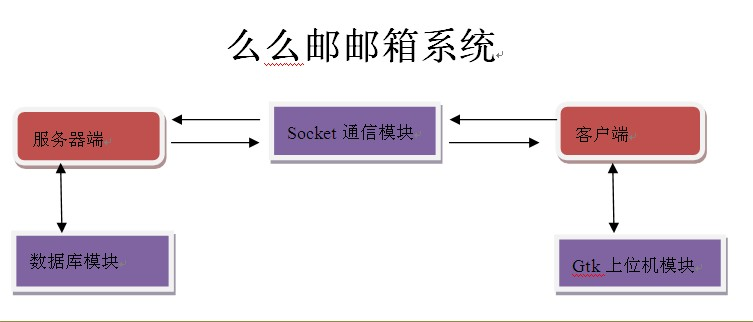 么么邮邮箱系统
服务器端
Socket 通信模块
客户端
数据库模块
Gtk 上位机模块